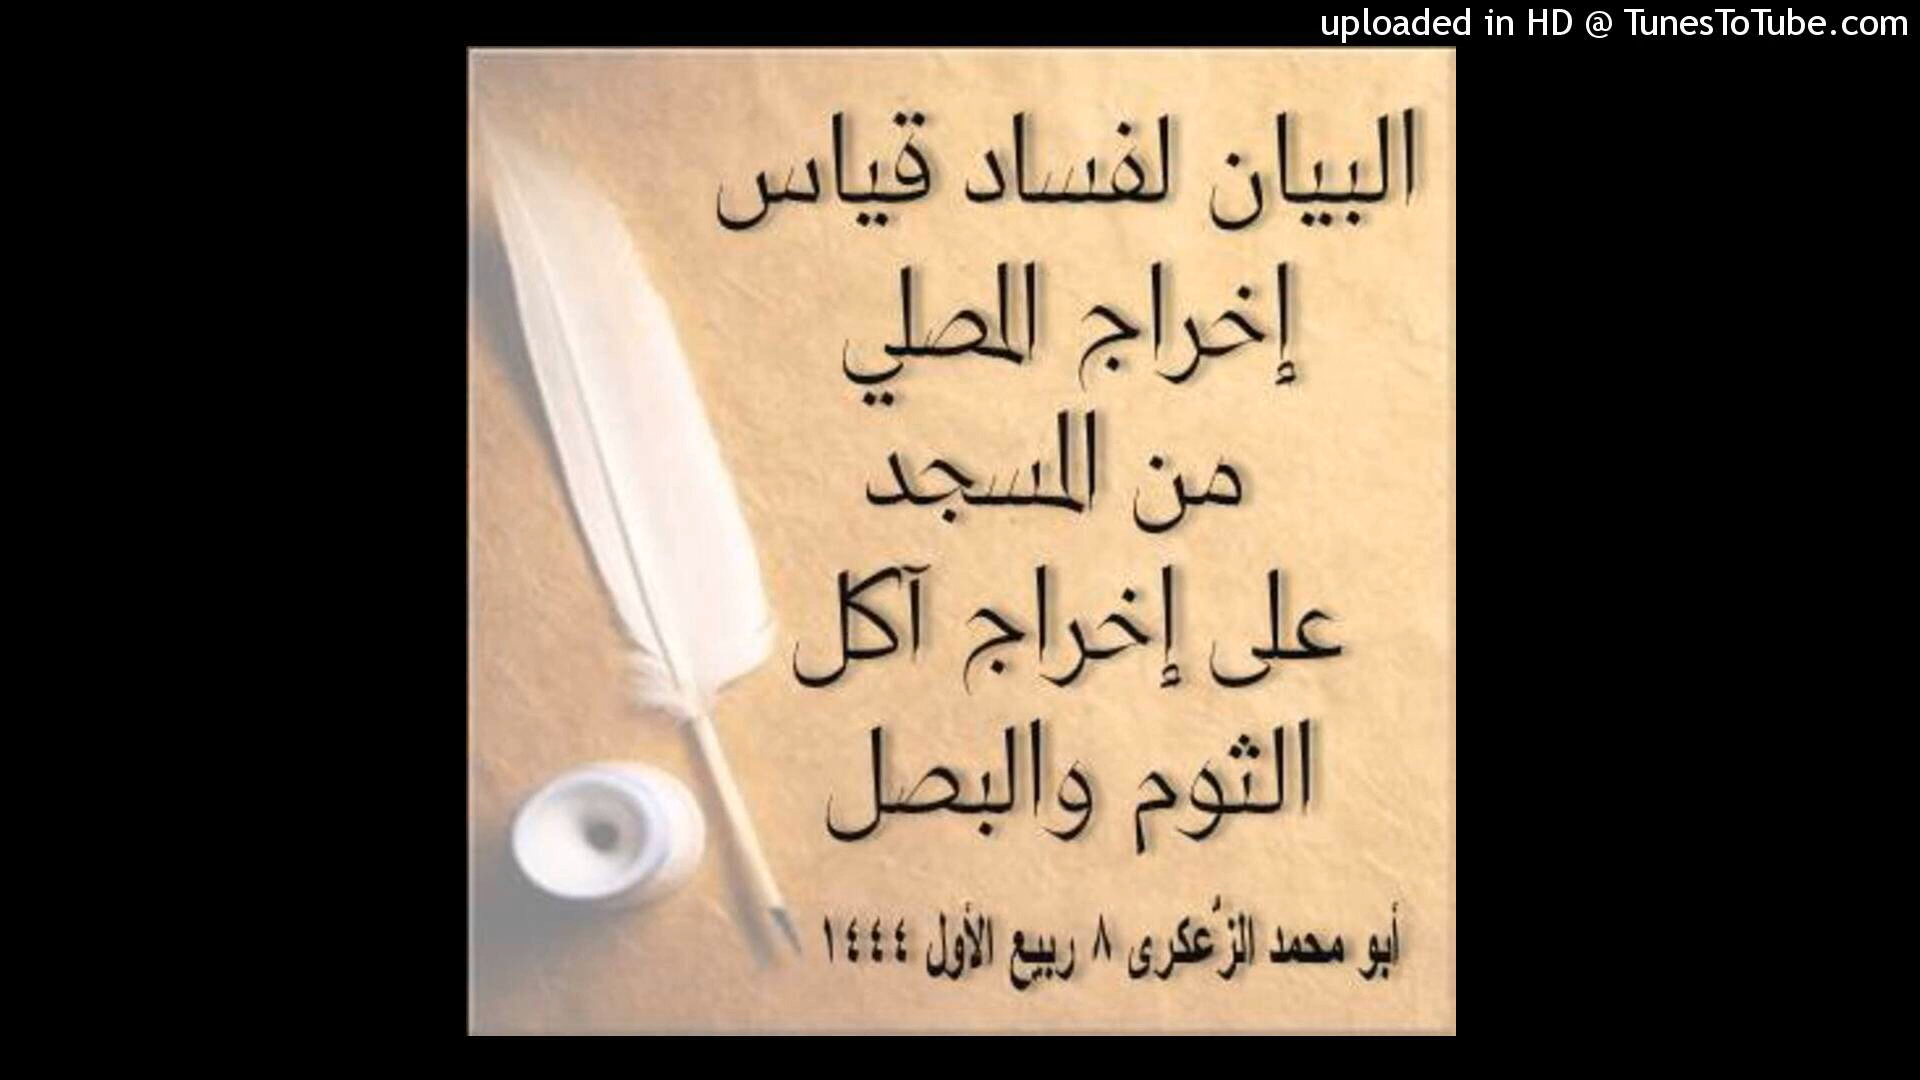 uploaded in HD @ TunesToTube.com
البيان لفساد قياس
إخراج المصلي
من المسجد
على إخراج آكل
الثوم والبصل
أبو محمد الزُعكرى ٨ ربيع الأول ١٤٤٤